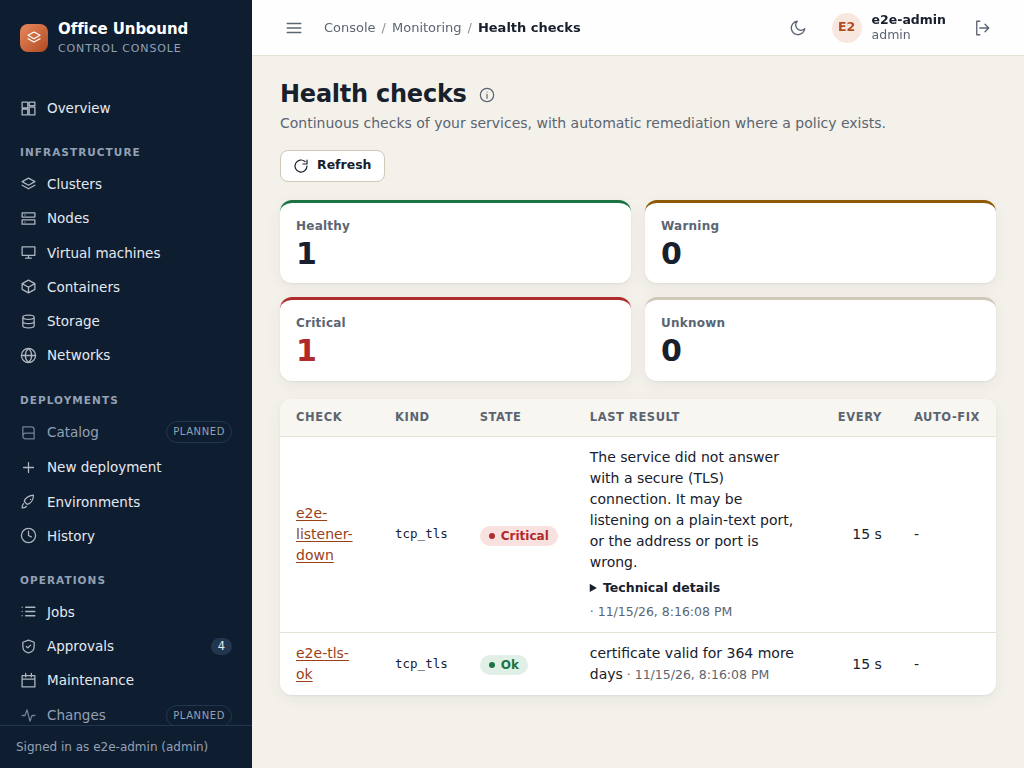 Office Unbound
CONTROL CONSOLE
Overview
INFRASTRUCTURE
Clusters
Nodes
Virtual machines
Containers
Storage
Networks
DEPLOYMENTS
Catalog PLANNED
New deployment
Environments
History
OPERATIONS
Jobs
Approvals 4
Maintenance
Changes PLANNED
Signed in as e2e-admin (admin)
Console / Monitoring / Health checks
E2
e2e-admin
admin
Health checks
Continuous checks of your services, with automatic remediation where a policy exists.
Refresh
Healthy
1
Warning
0
Critical
1
Unknown
0
CHECK KIND STATE LAST RESULT EVERY AUTO-FIX
e2e-
listener-
down
tcp_tls
Critical
The service did not answer
with a secure (TLS)
connection. It may be
listening on a plain-text port,
or the address or port is
wrong.
Technical details
· 11/15/26, 8:16:08 PM
15 s
-
e2e-tls-
ok
tcp_tls
Ok
certificate valid for 364 more
days · 11/15/26, 8:16:08 PM
15 s
-